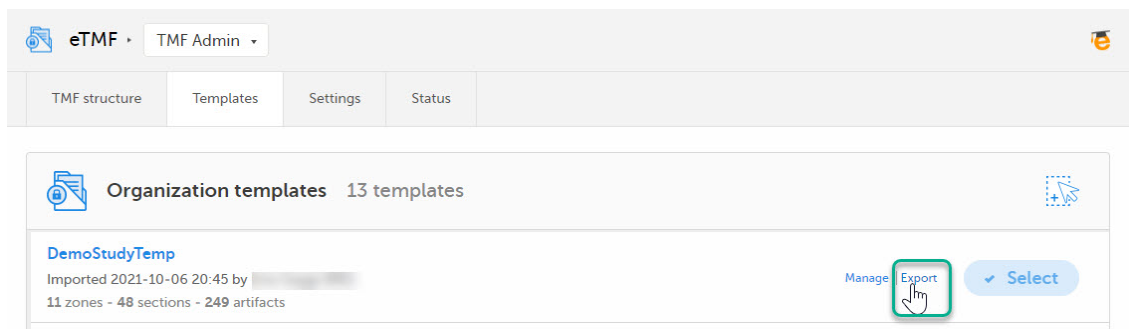 eTMF TMF Admin
TMF structure Templates Settings Status
Organization templates 13 templates
DemoStudyTemp
Imported 2021-10-06 20:45 by
Manage | Export Select
11 zones - 48 sections - 249 artifacts